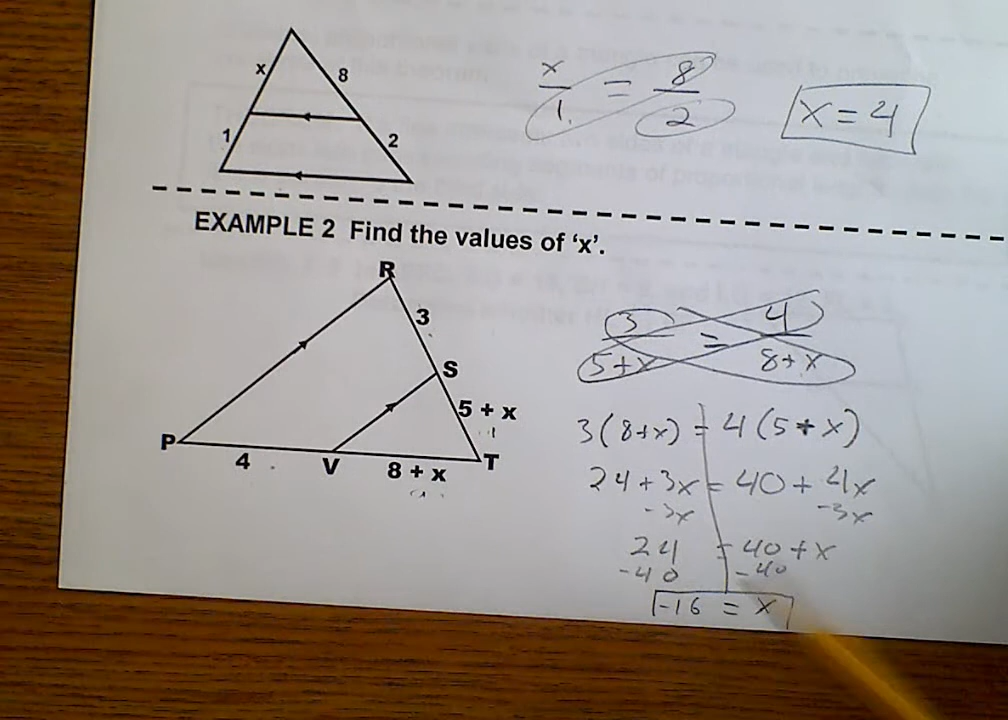 x
8
1
2
x/1 = 8/2
x = 4
EXAMPLE 2 Find the values of ‘x’.
R
3
S
5 + x
P
4
V
8 + x
T
3/5+x = 4/8+x
3(8+x) = 4(5+x)
24+3x = 40+4x
-3x -3x
24 = 40+x
-40 -40
-16 = x